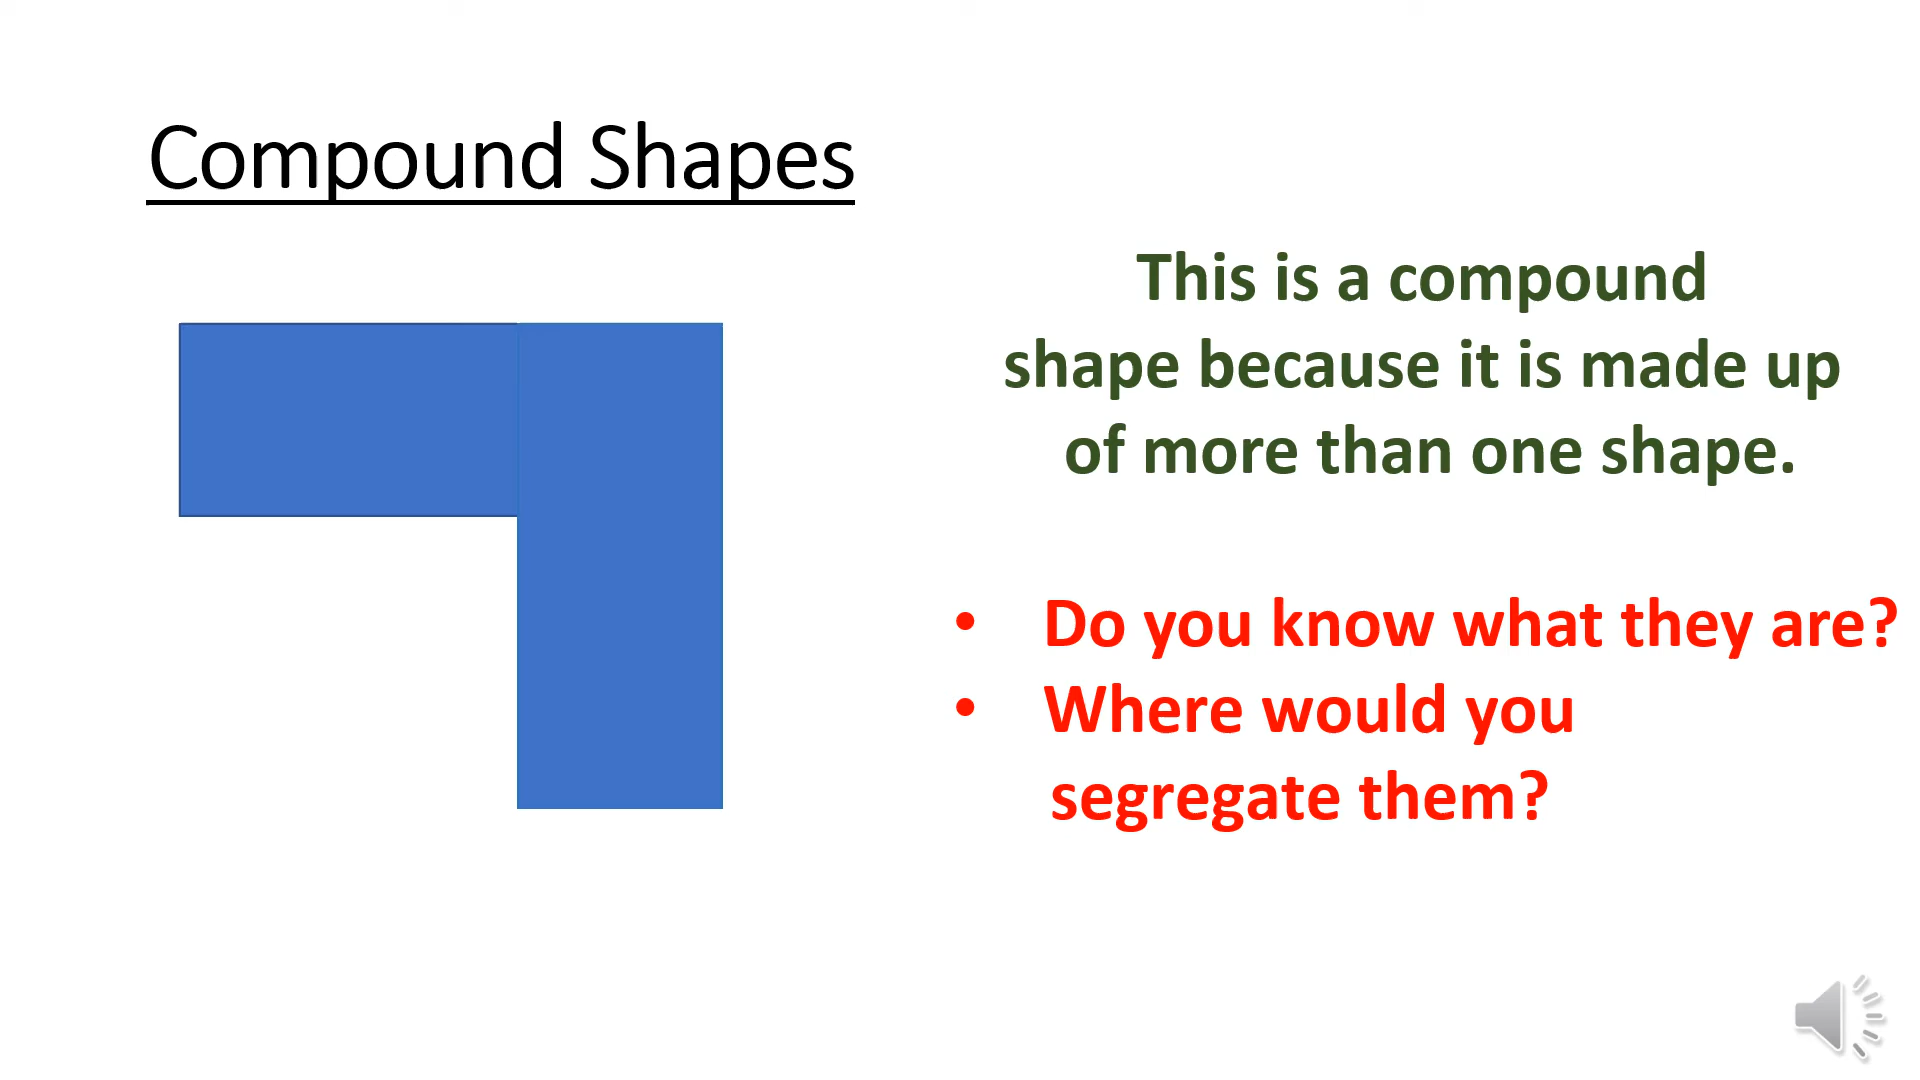 Compound Shapes
This is a compound
shape because it is made up
of more than one shape.
• Do you know what they are?
• Where would you
segregate them?